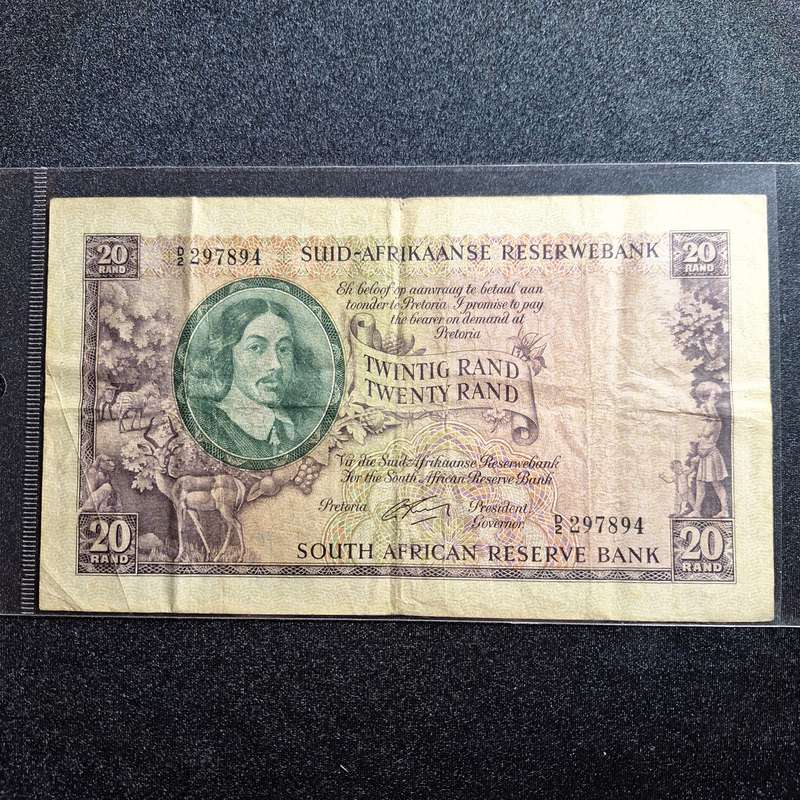 20 RAND
D/2 297894
SUID-AFRIKAANSE RESERWEBANK
20 RAND
Ek beloof op aanvraag te betaal aan
toonder te Pretoria. I promise to pay
the bearer on demand at
Pretoria
TWINTIG RAND
TWENTY RAND
Vir die Suid-Afrikaanse Reserwebank
For the South African Reserve Bank
Pretoria
President
Governor
D/2 297894
20 RAND
SOUTH AFRICAN RESERVE BANK
20 RAND